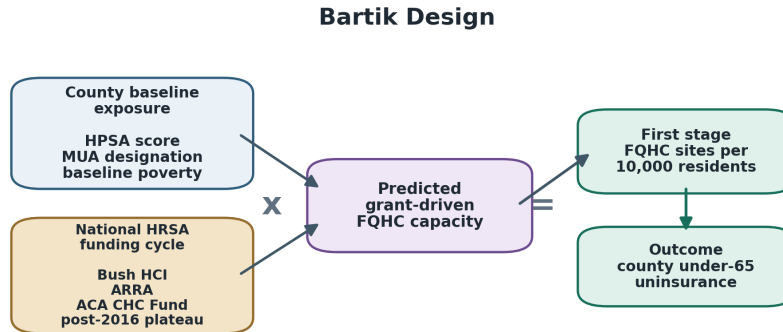 Bartik Design
County baseline
exposure
HPSA score
MUA designation
baseline poverty
National HRSA
funding cycle
Bush HCI
ARRA
ACA CHC Fund
post-2016 plateau
x
Predicted
grant-driven
FQHC capacity
=
First stage
FQHC sites per
10,000 residents
Outcome
county under-65
uninsurance